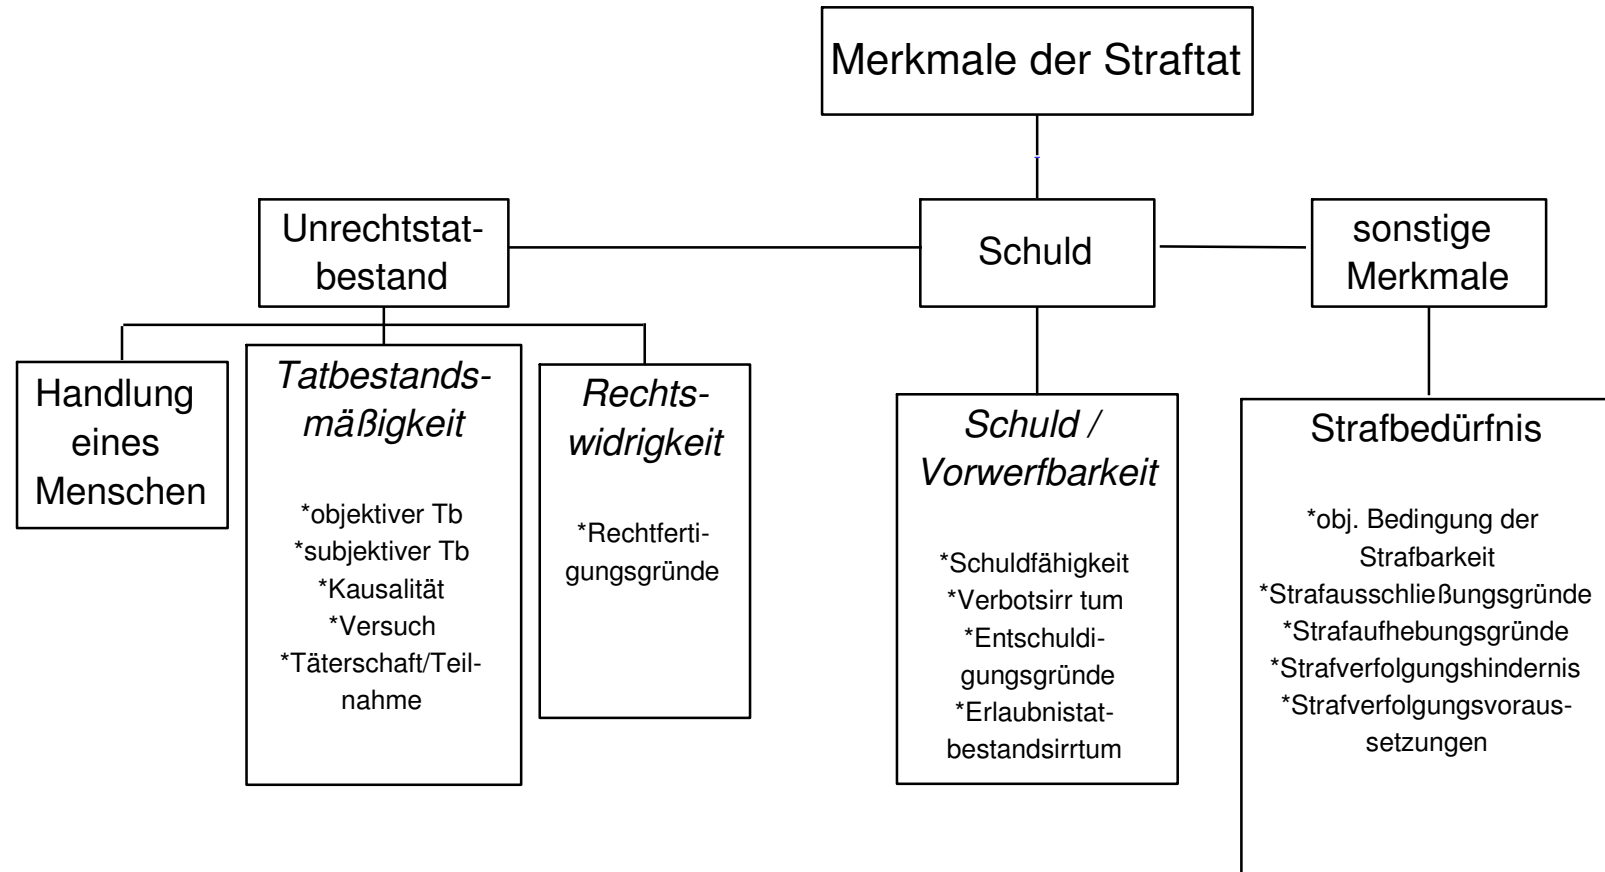 Merkmale der Straftat
Unrechtstat-
bestand
Schuld
sonstige
Merkmale
Handlung
eines
Menschen
Tatbestands-
mäßigkeit
*objektiver Tb
*subjektiver Tb
*Kausalität
*Versuch
*Täterschaft/Teil-
nahme
Rechts-
widrigkeit
*Rechtferti-
gungsgründe
Schuld /
Vorwerfbarkeit
*Schuldfähigkeit
*Verbotsirr tum
*Entschuldi-
gungsgründe
*Erlaubnistat-
bestandsirrtum
Strafbedürfnis
*obj. Bedingung der
Strafbarkeit
*Strafausschließungsgründe
*Strafaufhebungsgründe
*Strafverfolgungshindernis
*Strafverfolgungsvoraus-
setzungen